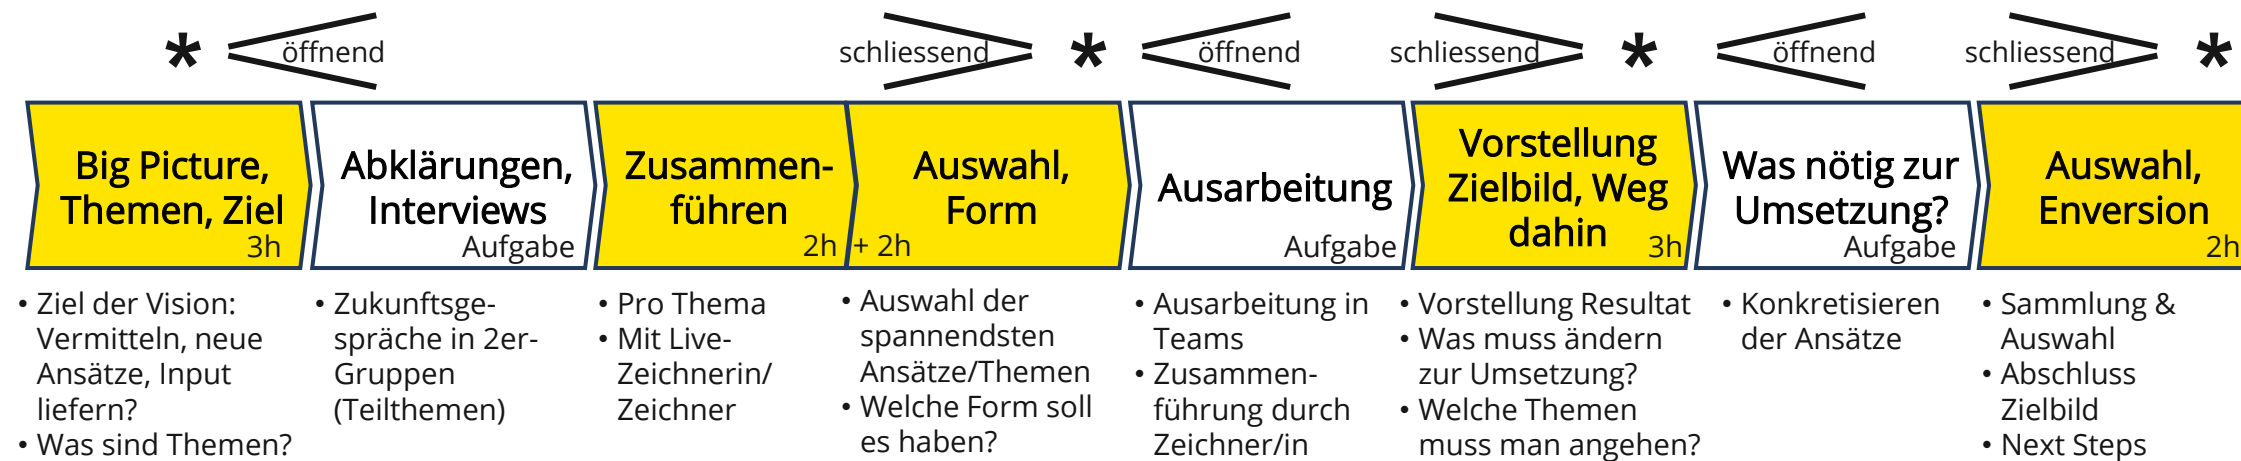 * öffnend schliessend * öffnend schliessend * öffnend schliessend *
Big Picture,
Themen, Ziel
3h
Abklärungen,
Interviews
Aufgabe
Zusammen-
führen
2h
Auswahl,
Form
+ 2h
Ausarbeitung
Aufgabe
Vorstellung
Zielbild, Weg
dahin
3h
Was nötig zur
Umsetzung?
Aufgabe
Auswahl,
Enversion
2h
• Ziel der Vision:
Vermitteln, neue
Ansätze, Input
liefern?
• Was sind Themen?
• Zukunftsge-
spräche in 2er-
Gruppen
(Teilthemen)
• Pro Thema
• Mit Live-
Zeichnerin/
Zeichner
• Auswahl der
spannendsten
Ansätze/Themen
• Welche Form soll
es haben?
• Ausarbeitung in
Teams
• Zusammen-
führung durch
Zeichner/in
• Vorstellung Resultat
• Was muss ändern
zur Umsetzung?
• Welche Themen
muss man angehen?
• Konkretisieren
der Ansätze
• Sammlung &
Auswahl
• Abschluss
Zielbild
• Next Steps